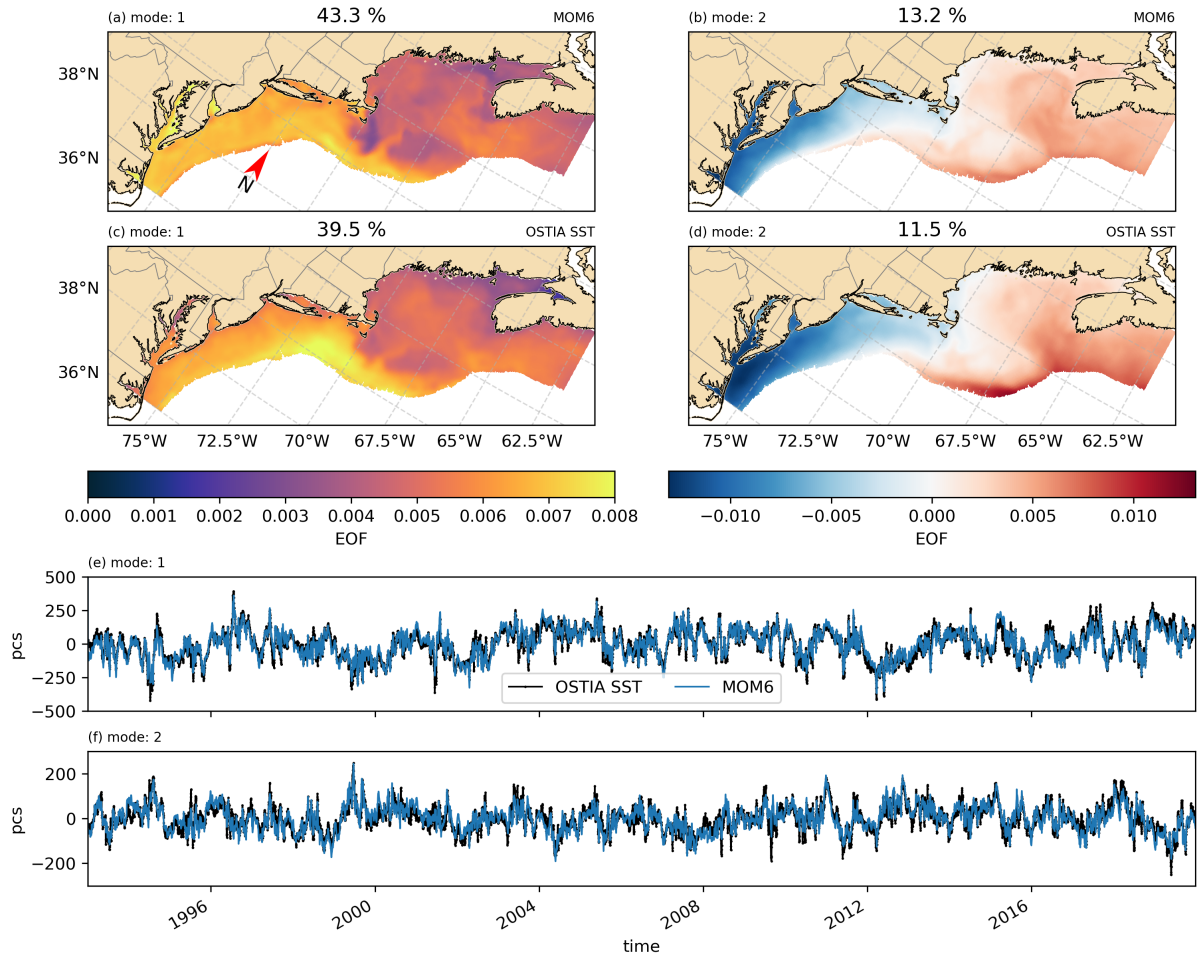 (a) mode: 1 43.3 % MOM6
(b) mode: 2 13.2 % MOM6
38°N
36°N
N
(c) mode: 1 39.5 % OSTIA SST
(d) mode: 2 11.5 % OSTIA SST
38°N
36°N
75°W 72.5°W 70°W 67.5°W 65°W 62.5°W
75°W 72.5°W 70°W 67.5°W 65°W 62.5°W
0.000 0.001 0.002 0.003 0.004 0.005 0.006 0.007 0.008
EOF
−0.010 −0.005 0.000 0.005 0.010
EOF
(e) mode: 1
500
250
0
−250
−500
pcs
OSTIA SST MOM6
(f) mode: 2
200
0
−200
pcs
1996 2000 2004 2008 2012 2016
time